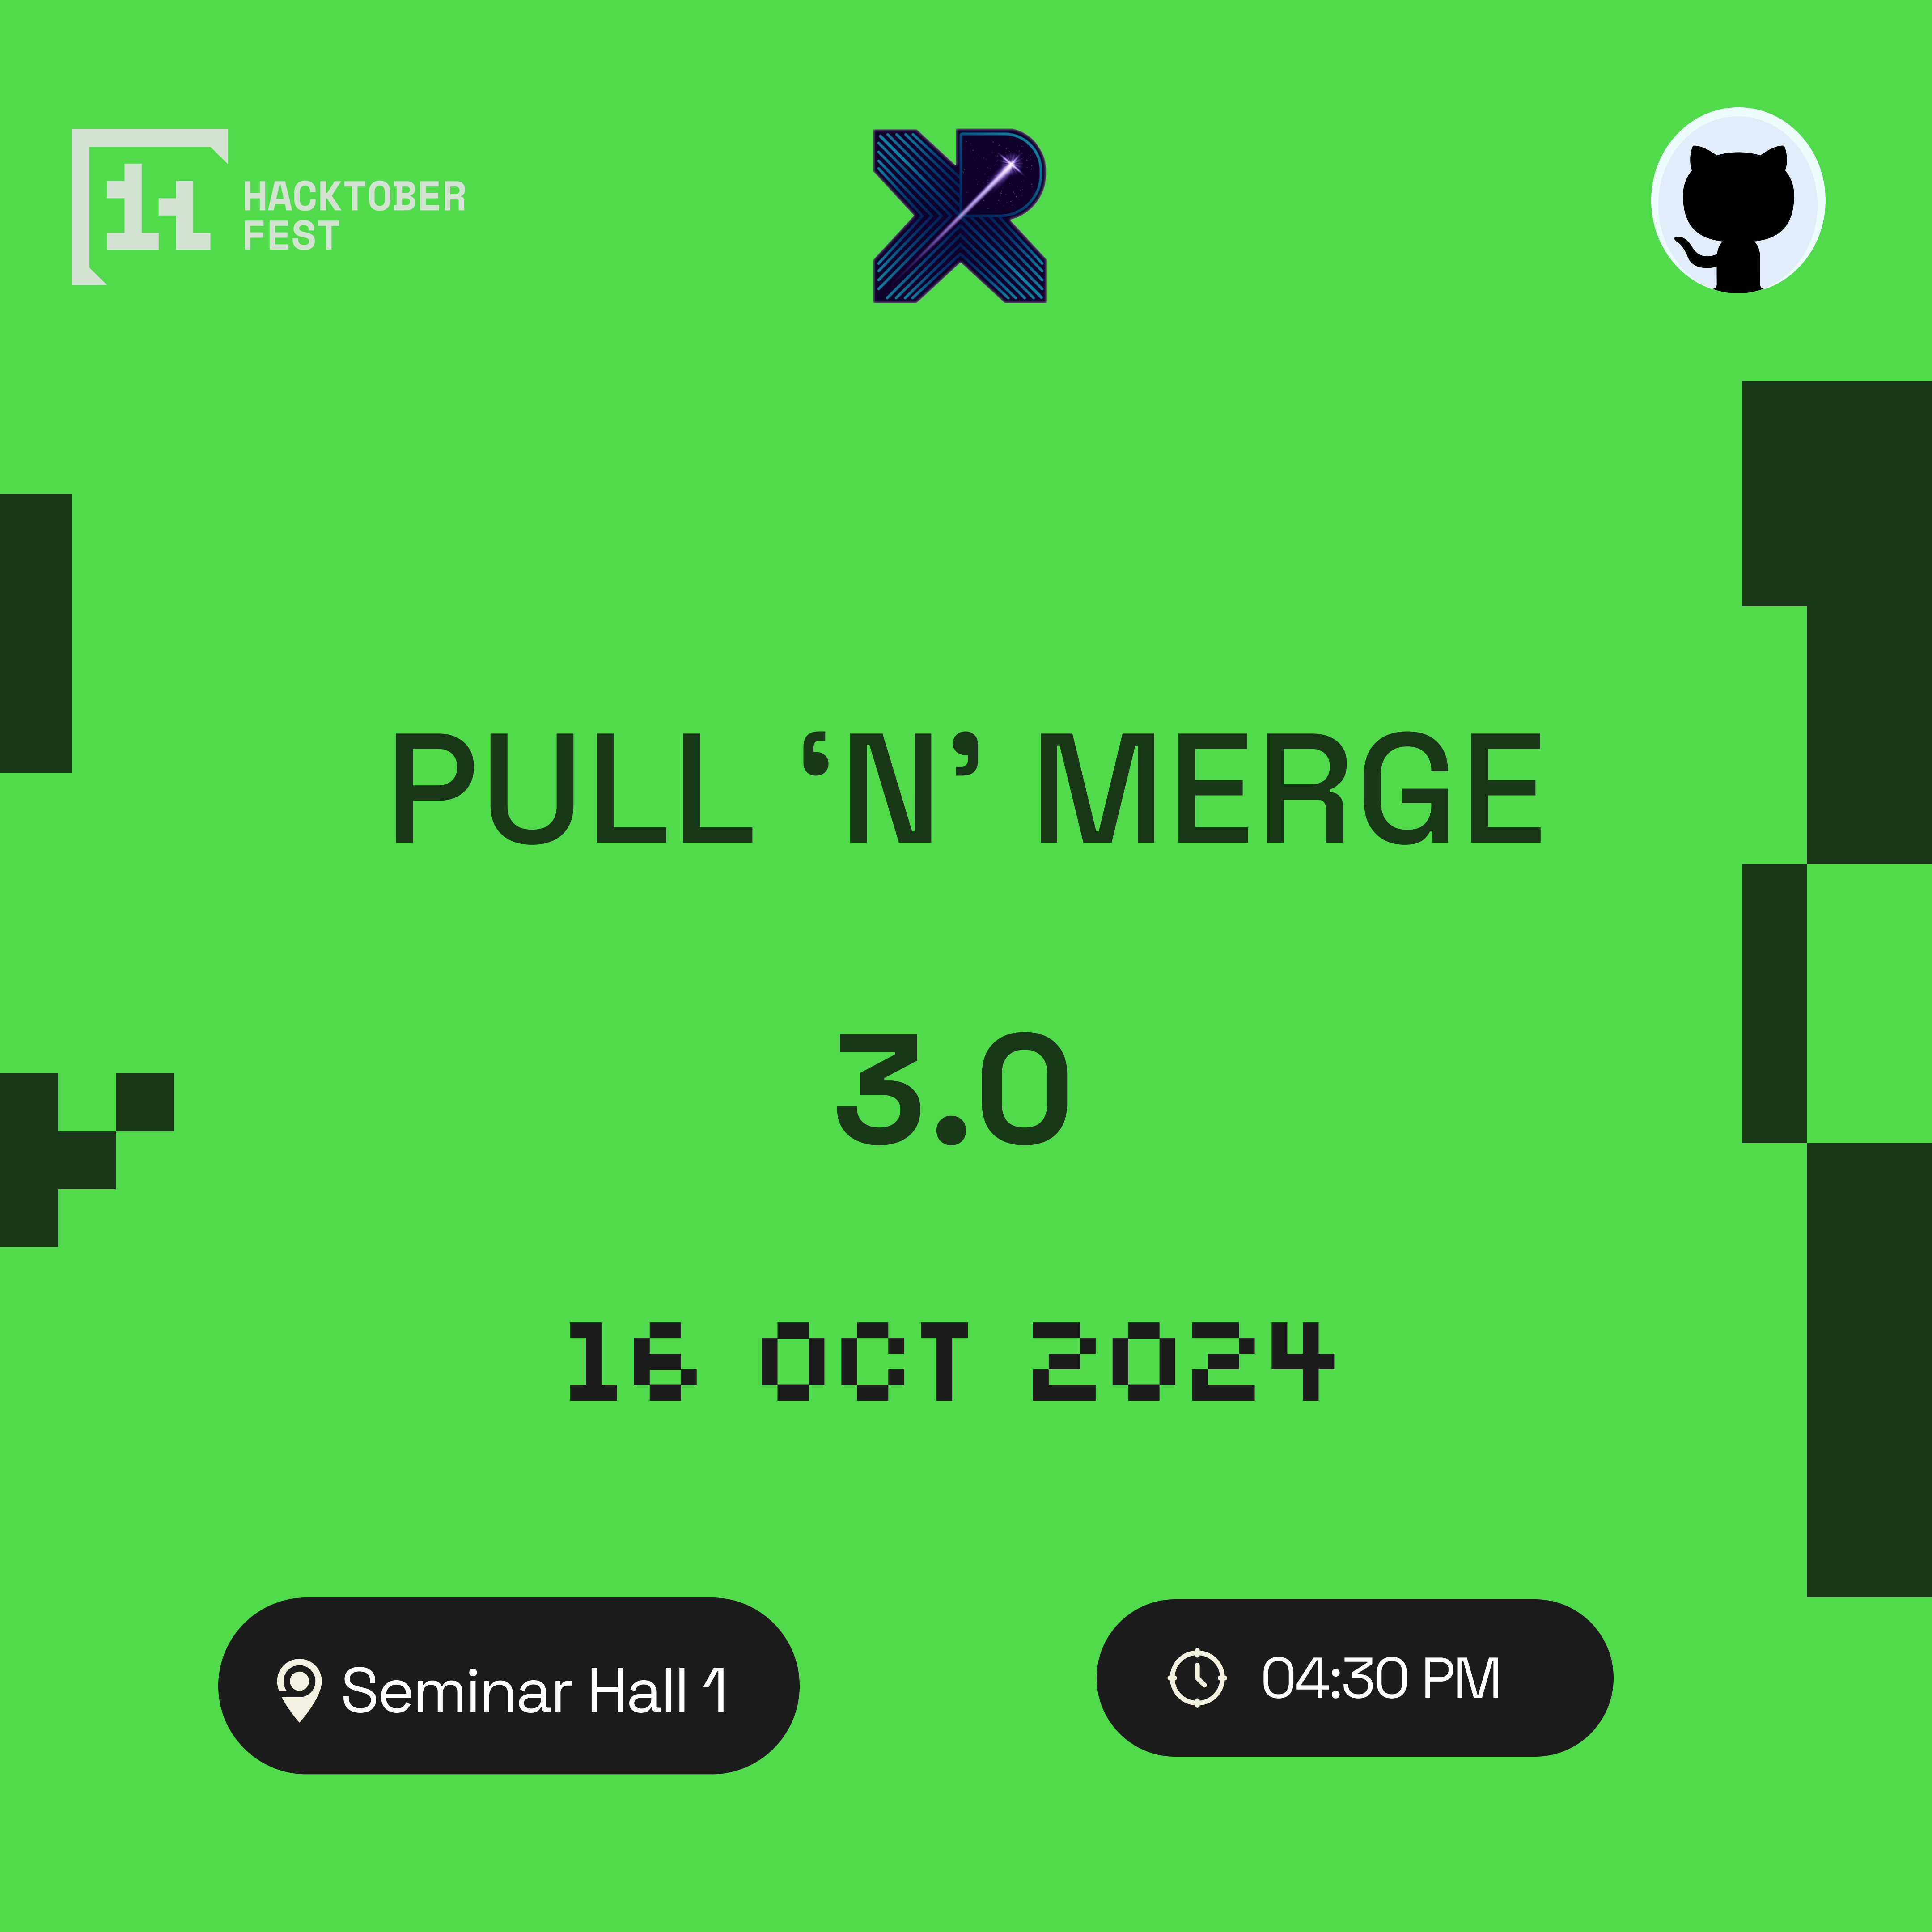 HACKTOBER
FEST
PULL ‘N’ MERGE
3.0
16 OCT 2024
Seminar Hall 1
04:30 PM